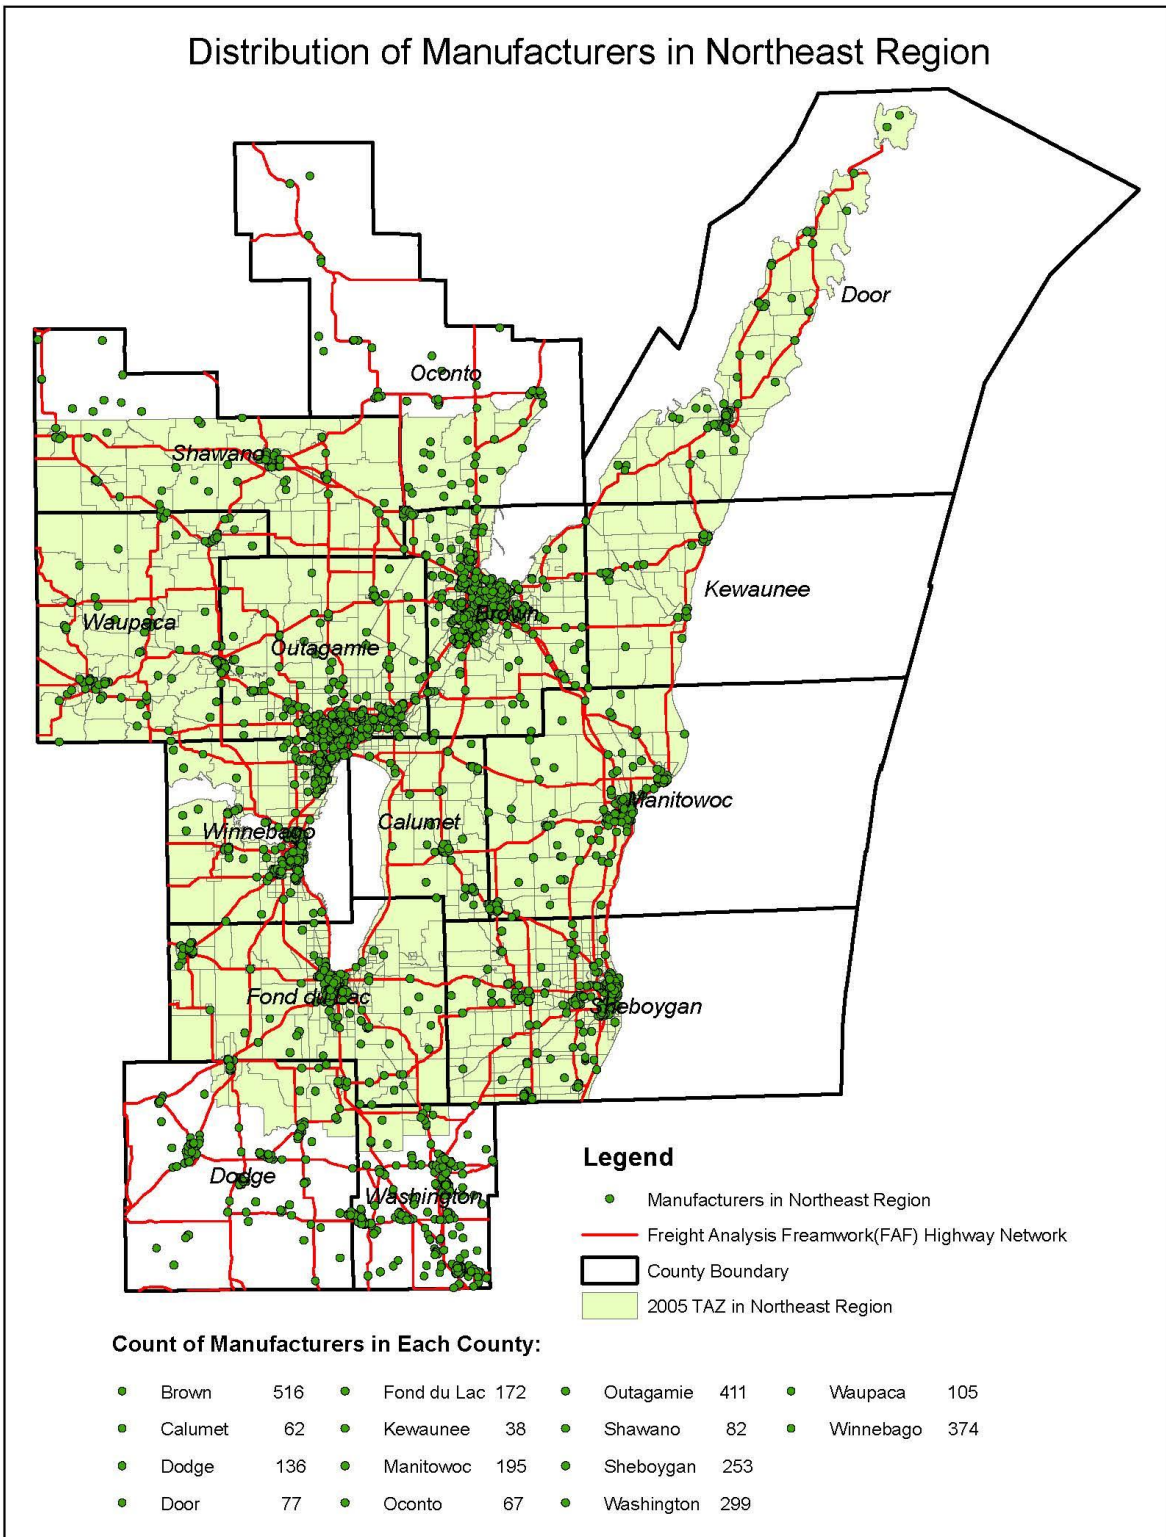 Distribution of Manufacturers in Northeast Region
Door
Oconto
Shawano
Kewaunee
Brown
Waupaca
Outagamie
Manitowoc
Calumet
Winnebago
Fond du Lac
Sheboygan
Dodge
Washington
Legend
Manufacturers in Northeast Region
Freight Analysis Freamwork(FAF) Highway Network
County Boundary
2005 TAZ in Northeast Region
Count of Manufacturers in Each County:
Brown 516 Fond du Lac 172 Outagamie 411 Waupaca 105
Calumet 62 Kewaunee 38 Shawano 82 Winnebago 374
Dodge 136 Manitowoc 195 Sheboygan 253
Door 77 Oconto 67 Washington 299